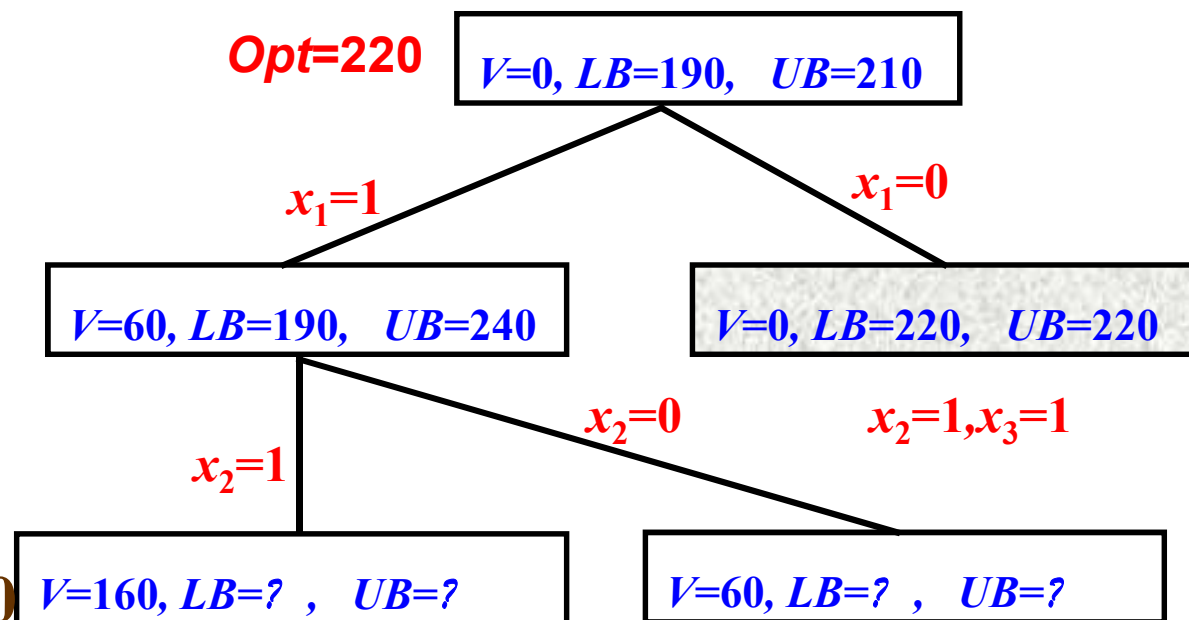 Opt=220
V=0, LB=190, UB=210
x₁=1
x₁=0
V=60, LB=190, UB=240
V=0, LB=220, UB=220
x₂=0
x₂=1,x₃=1
x₂=1
V=160, LB=? , UB=?
V=60, LB=? , UB=?